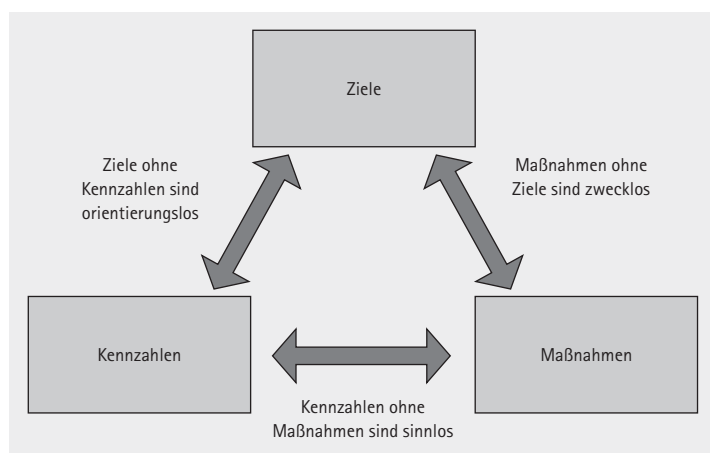 Ziele
Ziele ohne
Kennzahlen sind
orientierungslos
Maßnahmen ohne
Ziele sind zwecklos
Kennzahlen
Maßnahmen
Kennzahlen ohne
Maßnahmen sind sinnlos